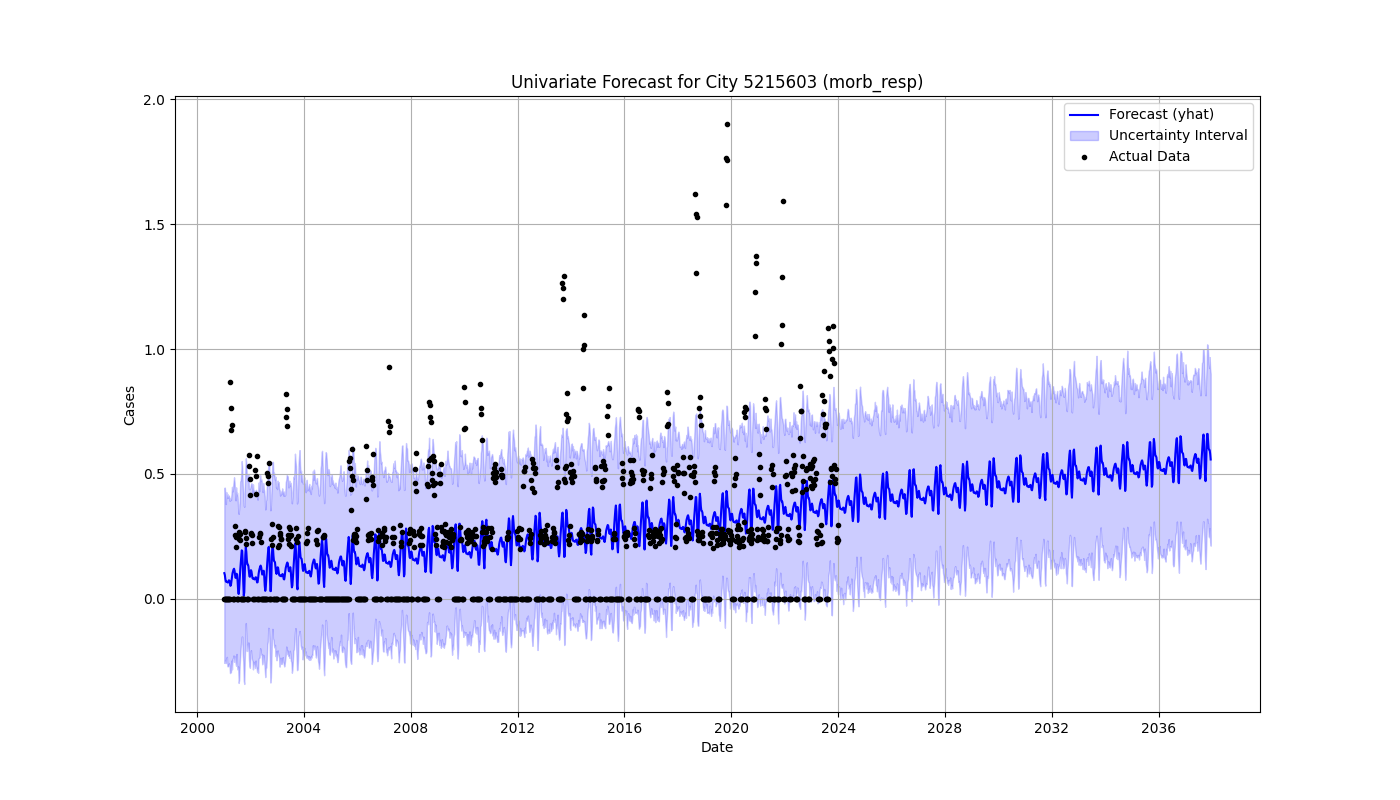 Univariate Forecast for City 5215603 (morb_resp)
Forecast (yhat)
Uncertainty Interval
Actual Data
2.0
1.5
1.0
0.5
0.0
Cases
2000 2004 2008 2012 2016 2020 2024 2028 2032 2036
Date